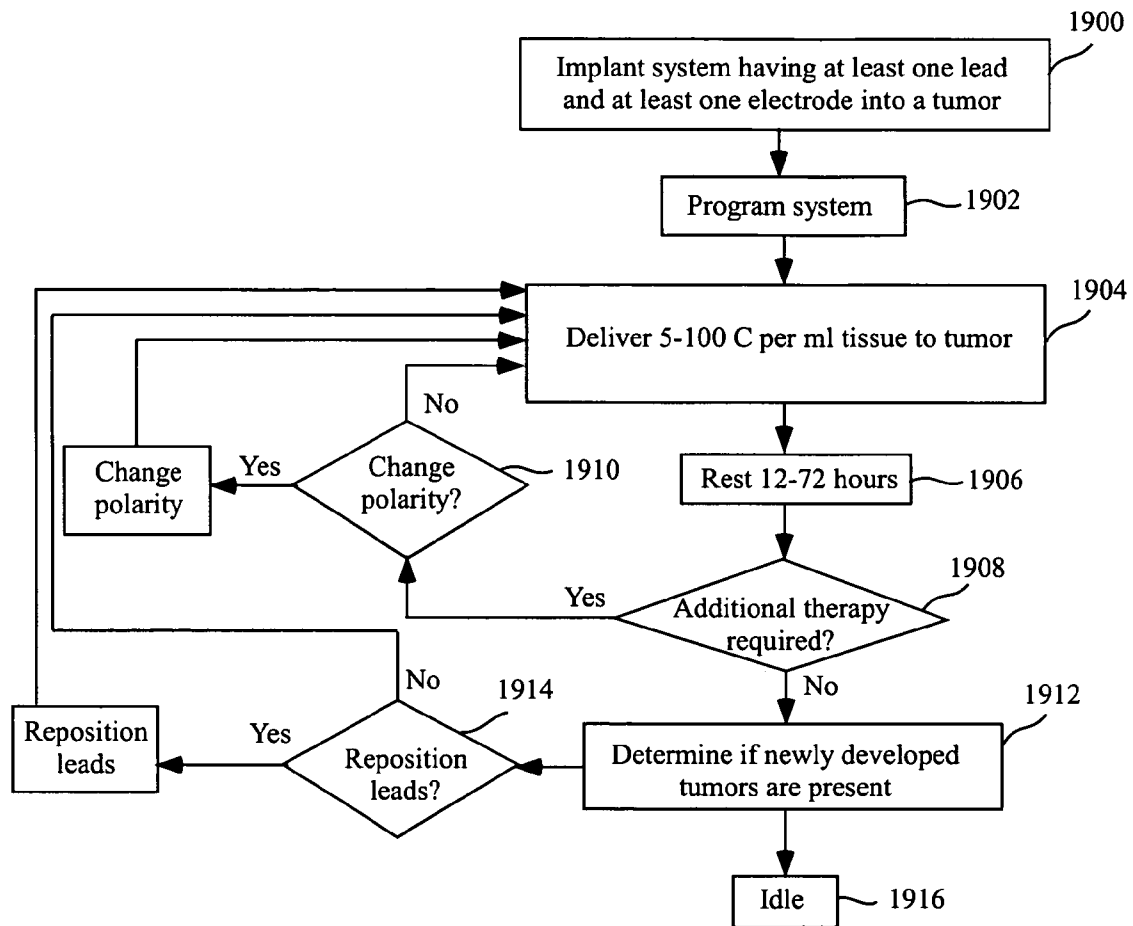 1900
Implant system having at least one lead
and at least one electrode into a tumor
Program system
1902
1904
Deliver 5-100 C per ml tissue to tumor
No
Change
polarity
Yes
Change
polarity?
1910
Rest 12-72 hours
1906
1908
Yes
Additional therapy
required?
No
No
1914
1912
Reposition
leads
Yes
Reposition
leads?
Determine if newly developed
tumors are present
Idle
1916